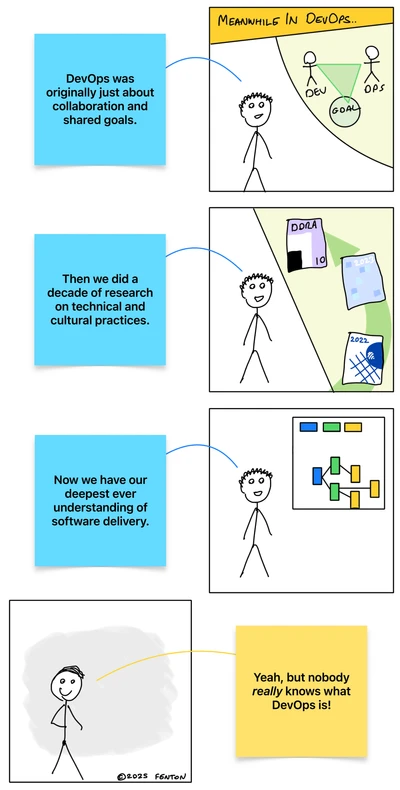 MEANWHILE IN DEVOPS...
DevOps was
originally just about
collaboration and
shared goals.
DEV
OPS
GOAL
Then we did a
decade of research
on technical and
cultural practices.
DORA
10
2022
Now we have our
deepest ever
understanding of
software delivery.
Yeah, but nobody
really knows what
DevOps is!
©2025 FENTON